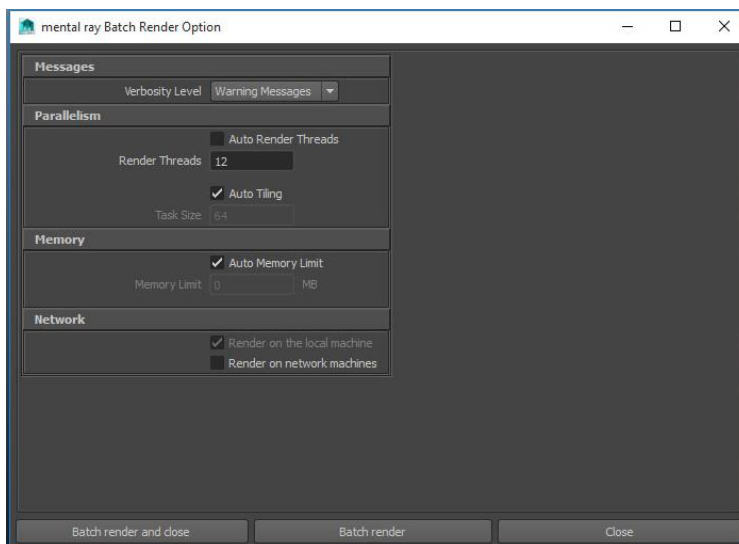 mental ray Batch Render Option
Messages
Verbosity Level Warning Messages
Parallelism
Auto Render Threads
Render Threads 12
Auto Tiling
Task Size 64
Memory
Auto Memory Limit
Memory Limit 0 MB
Network
Render on the local machine
Render on network machines
Batch render and close Batch render Close